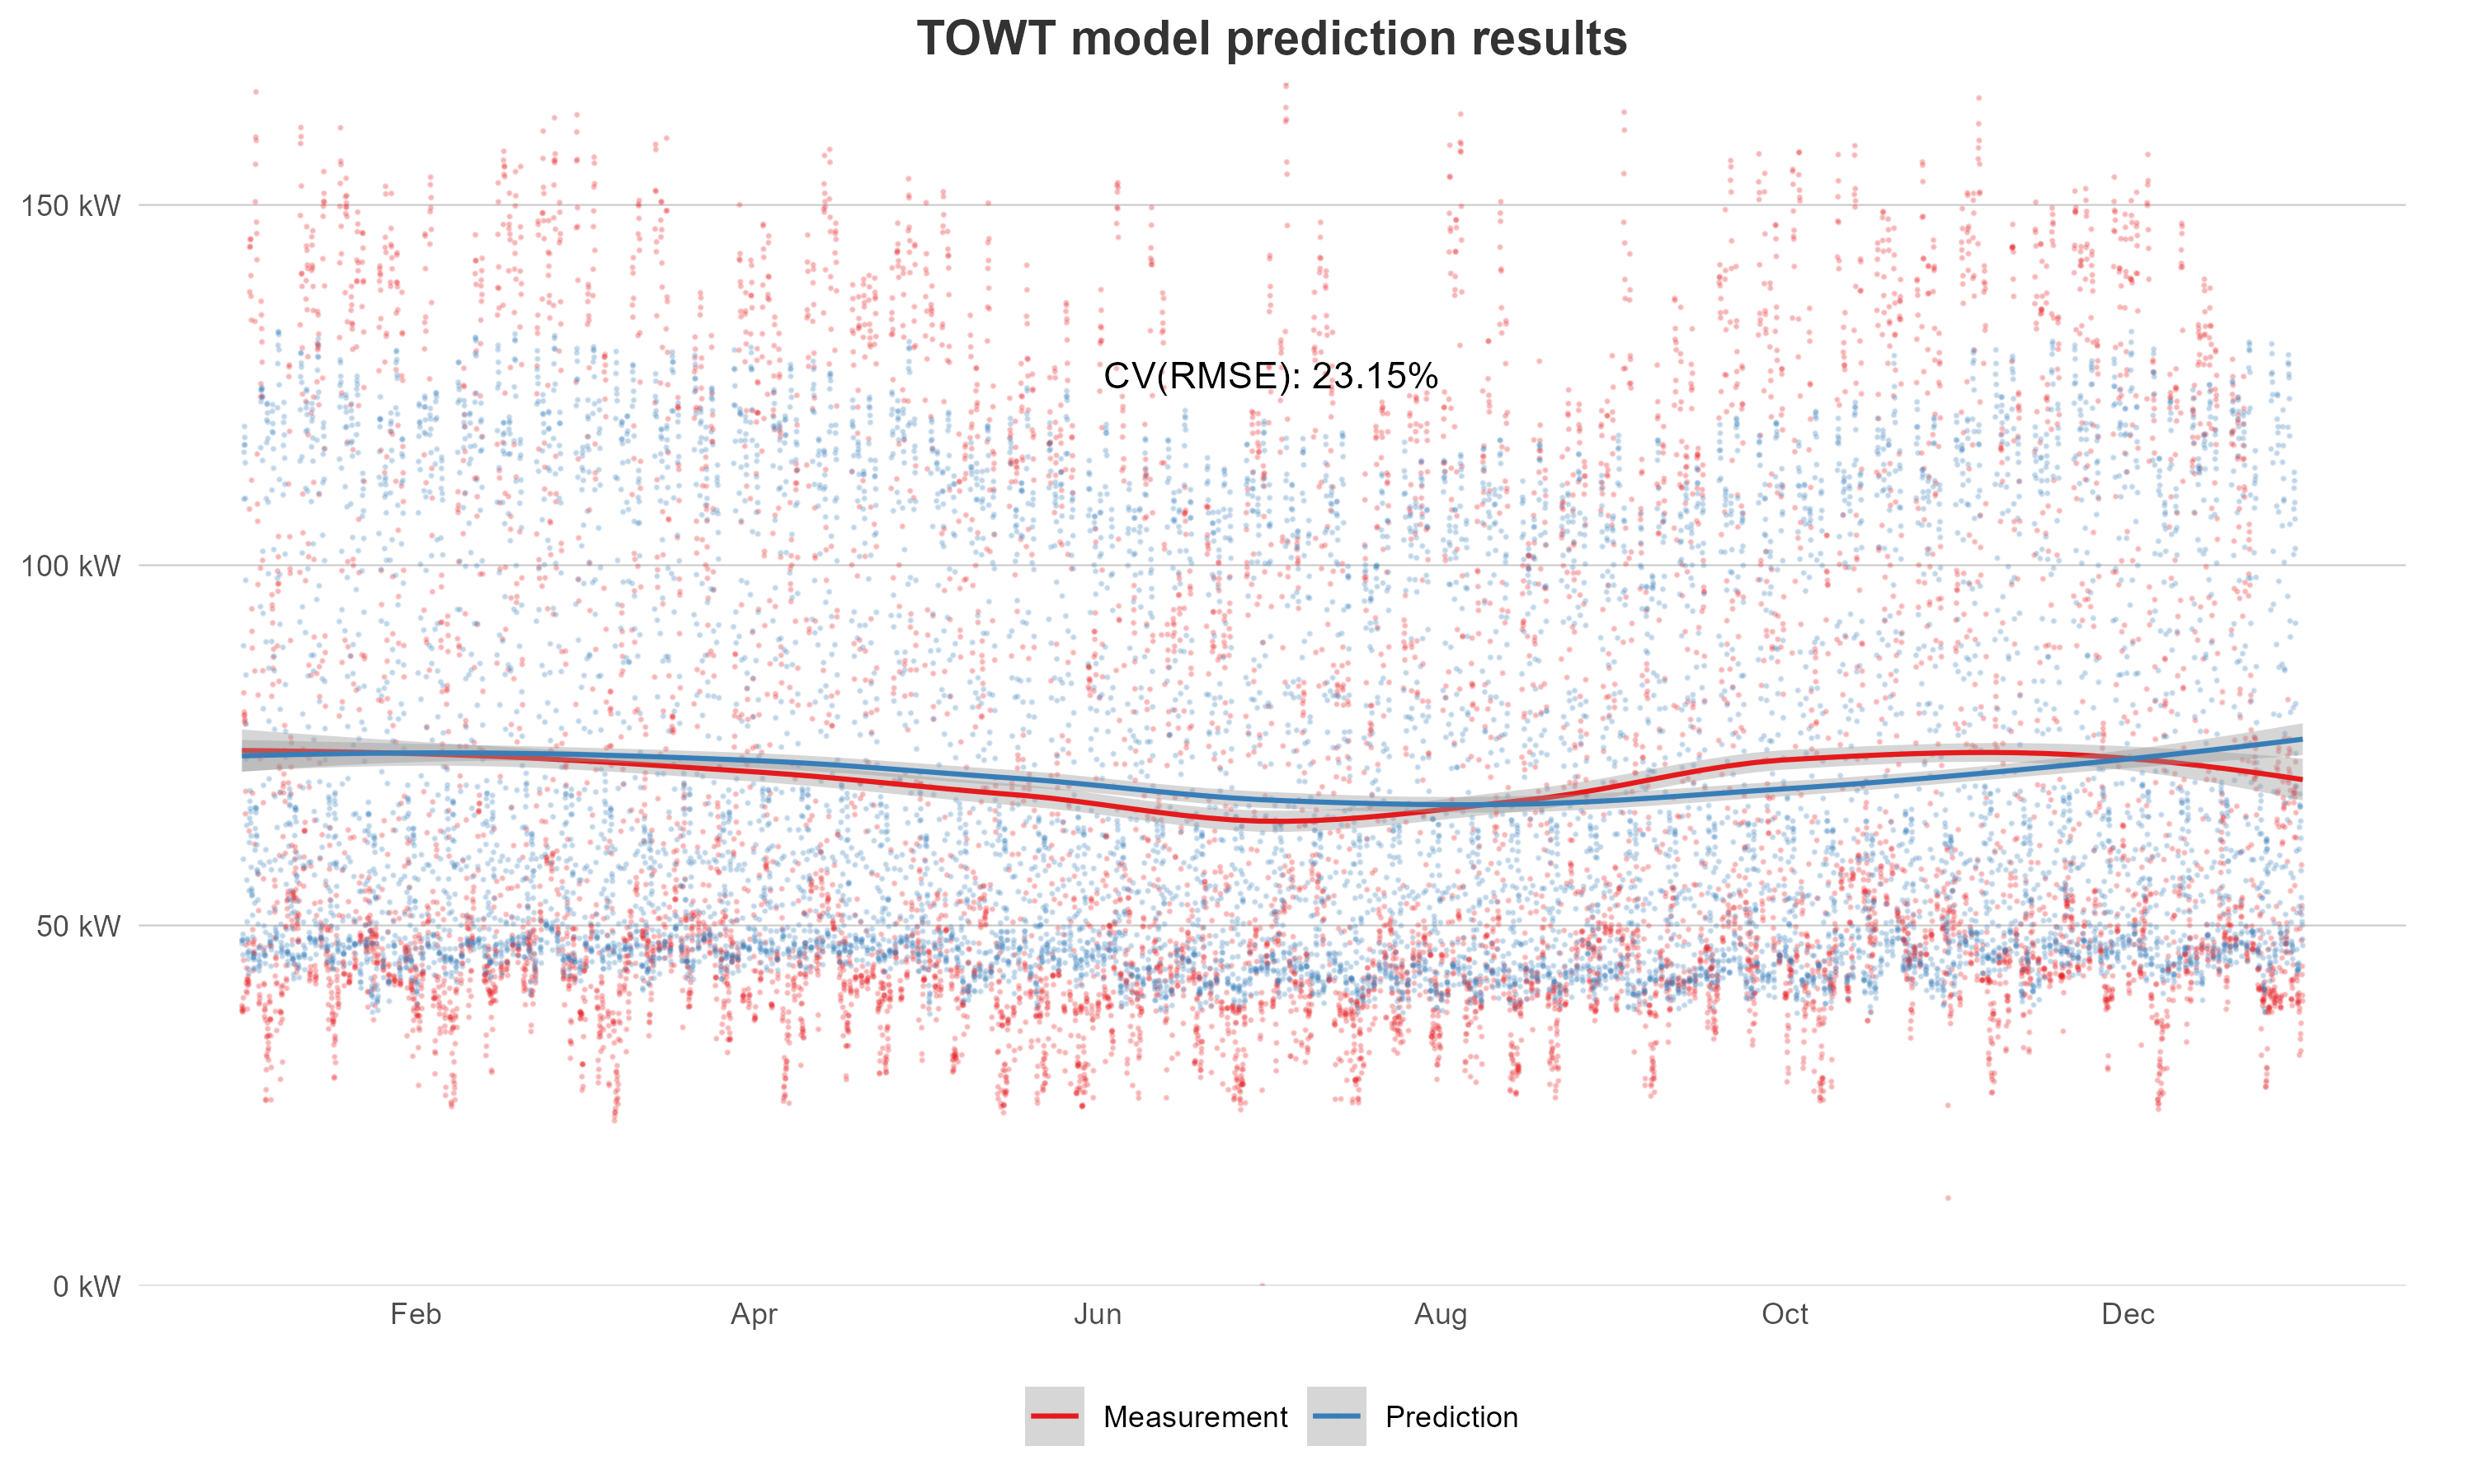 TOWT model prediction results
150 kW
CV(RMSE): 23.15%
100 kW
50 kW
0 kW
Feb Apr Jun Aug Oct Dec
Measurement Prediction